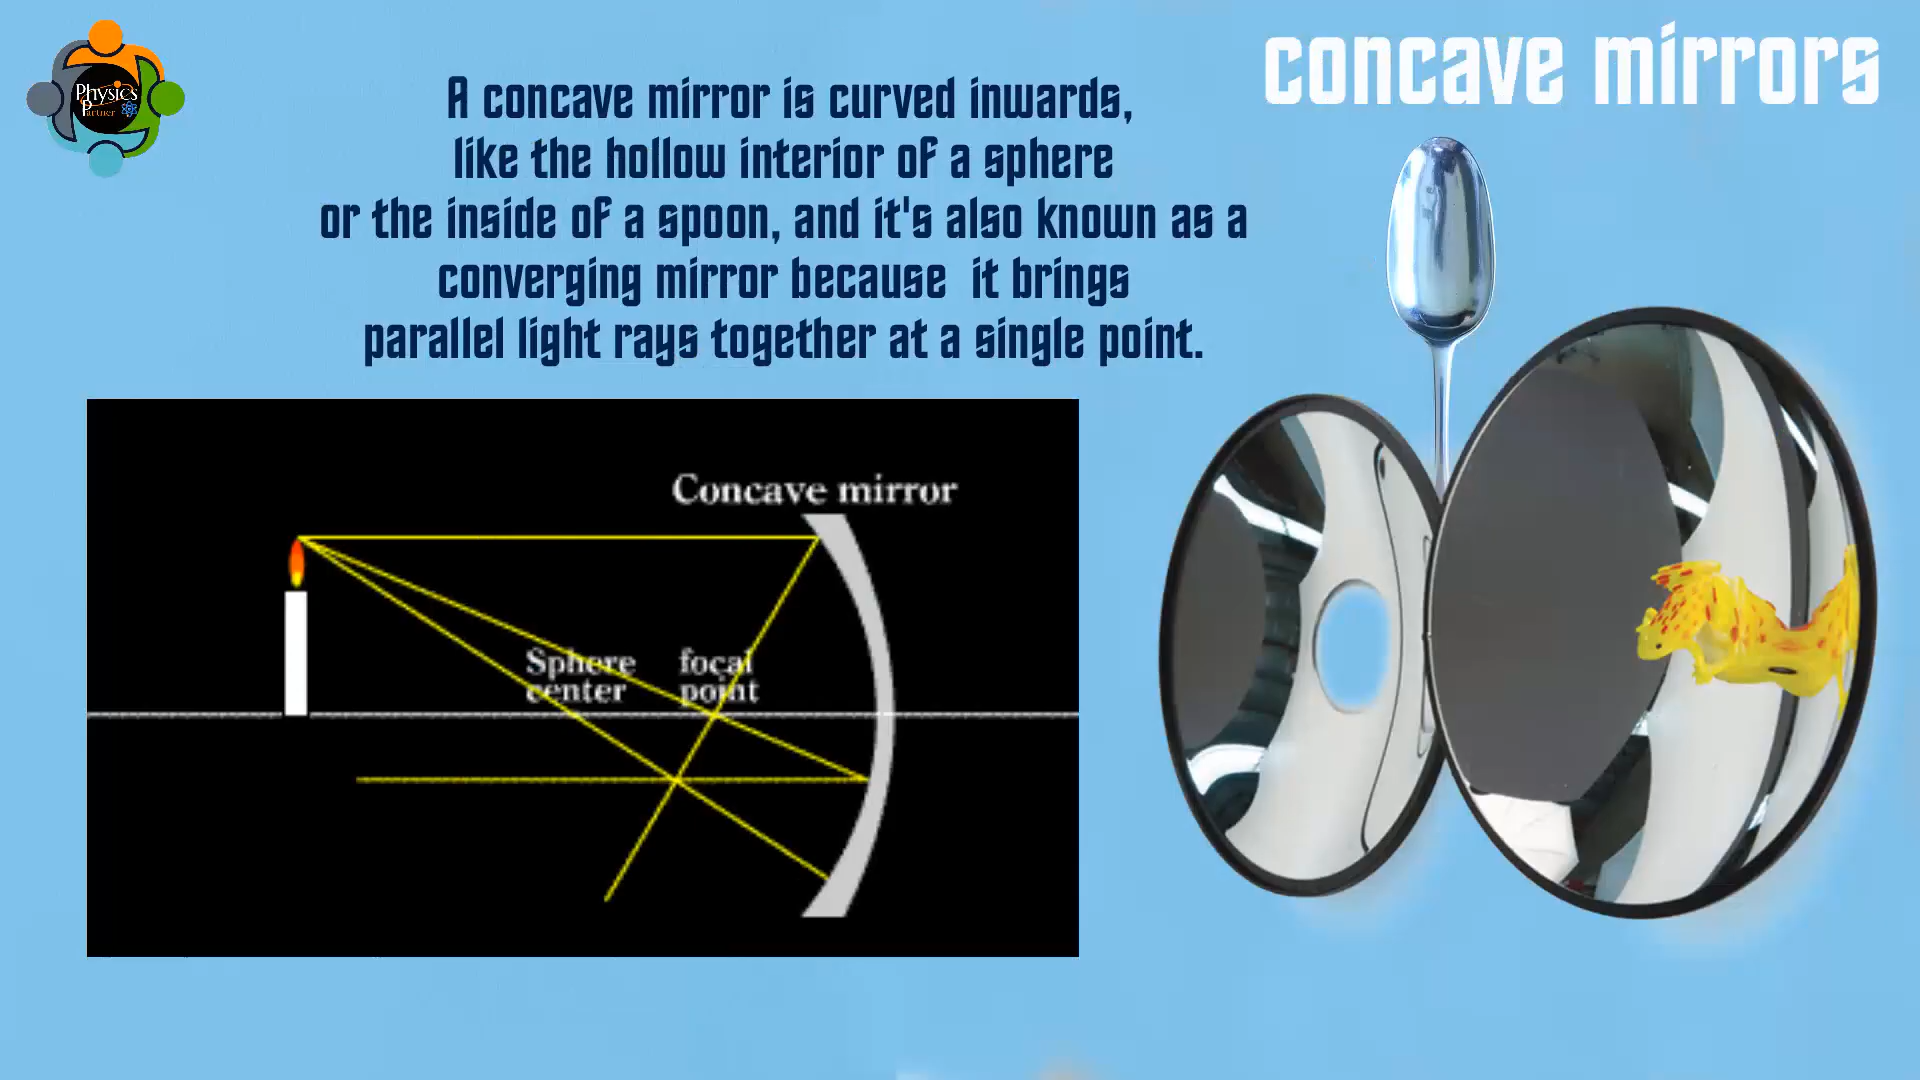 Physics
Partner
concave mirrors
A concave mirror is curved inwards,
like the hollow interior of a sphere
or the inside of a spoon, and it's also known as a
converging mirror because it brings
parallel light rays together at a single point.
Concave mirror
Sphere
center
focal
point